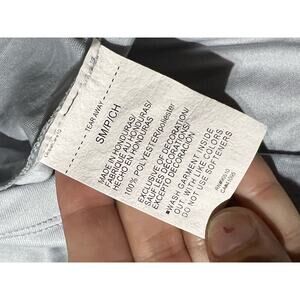 TEAR AWAY
SM/P/CH
MADE IN HONDURAS/
FABRIQUÉ AU HONDURAS/
HECHO EN HONDURAS
100% POLYESTER/poliéster
EXCLUSIVE OF DECORATION/
SAUF LES DÉCORATIONS/
EXCEPTO DECORACIÓN
WASH GARMENT INSIDE
OUT, WITH LIKE COLORS
DO NOT USE SOFTENERS